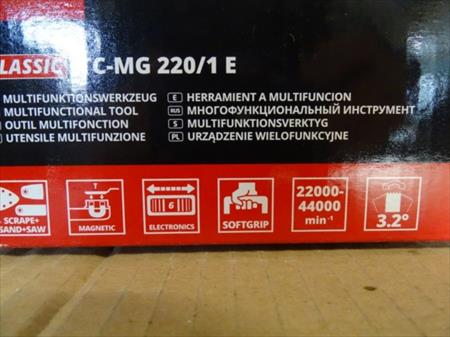 CLASSIC TC-MG 220/1 E
MULTIFUNKTIONSWERKZEUG
MULTIFUNCTIONAL TOOL
OUTIL MULTIFONCTION
UTENSILE MULTIFUNZIONE
E HERRAMIENT A MULTIFUNCION
RUS МНОГОФУНКЦИОНАЛЬНЫЙ ИНСТРУМЕНТ
S MULTIFUNKTIONSVERKTYG
PL URZĄDZENIE WIELOFUNKCYJNE
SCRAPE+
SAND+SAW
MAGNETIC
6
ELECTRONICS
SOFTGRIP
22000-
44000
min⁻¹
3.2°